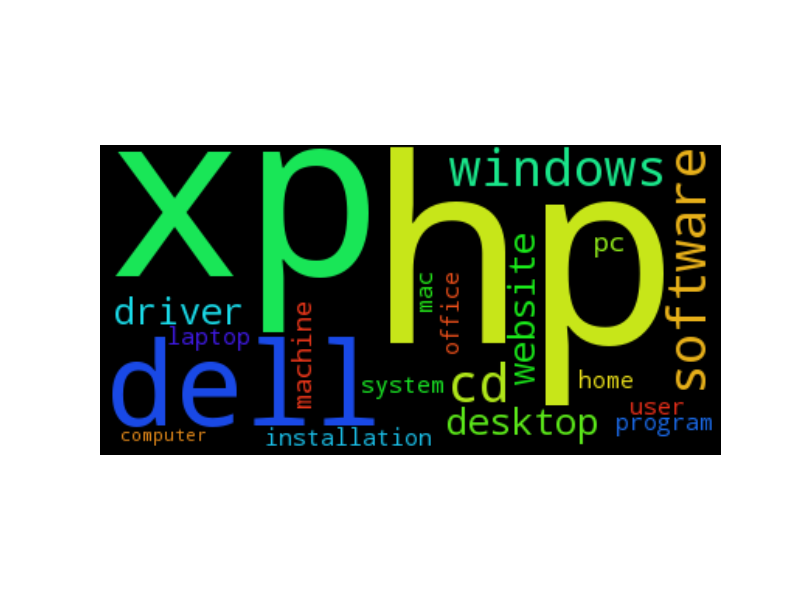 xp
hp
windows
software
pc
website
mac
office
driver
laptop
machine
dell
system
cd
home
desktop
user
program
computer
installation